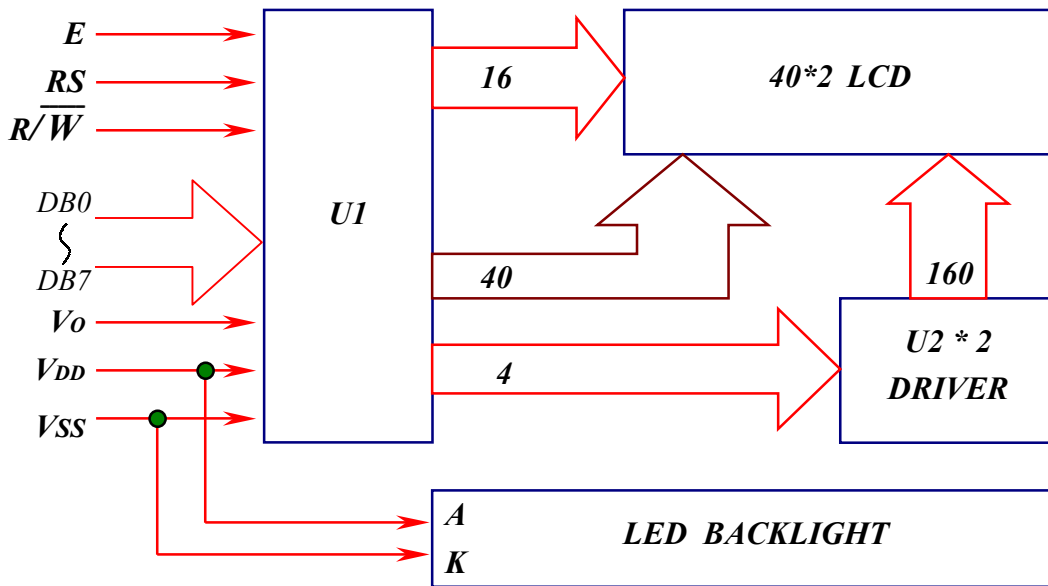 E
RS
R/W̅
DB0
DB7
VO
VDD
VSS
U1
16
40
4
40*2 LCD
160
U2 * 2
DRIVER
A
K
LED BACKLIGHT